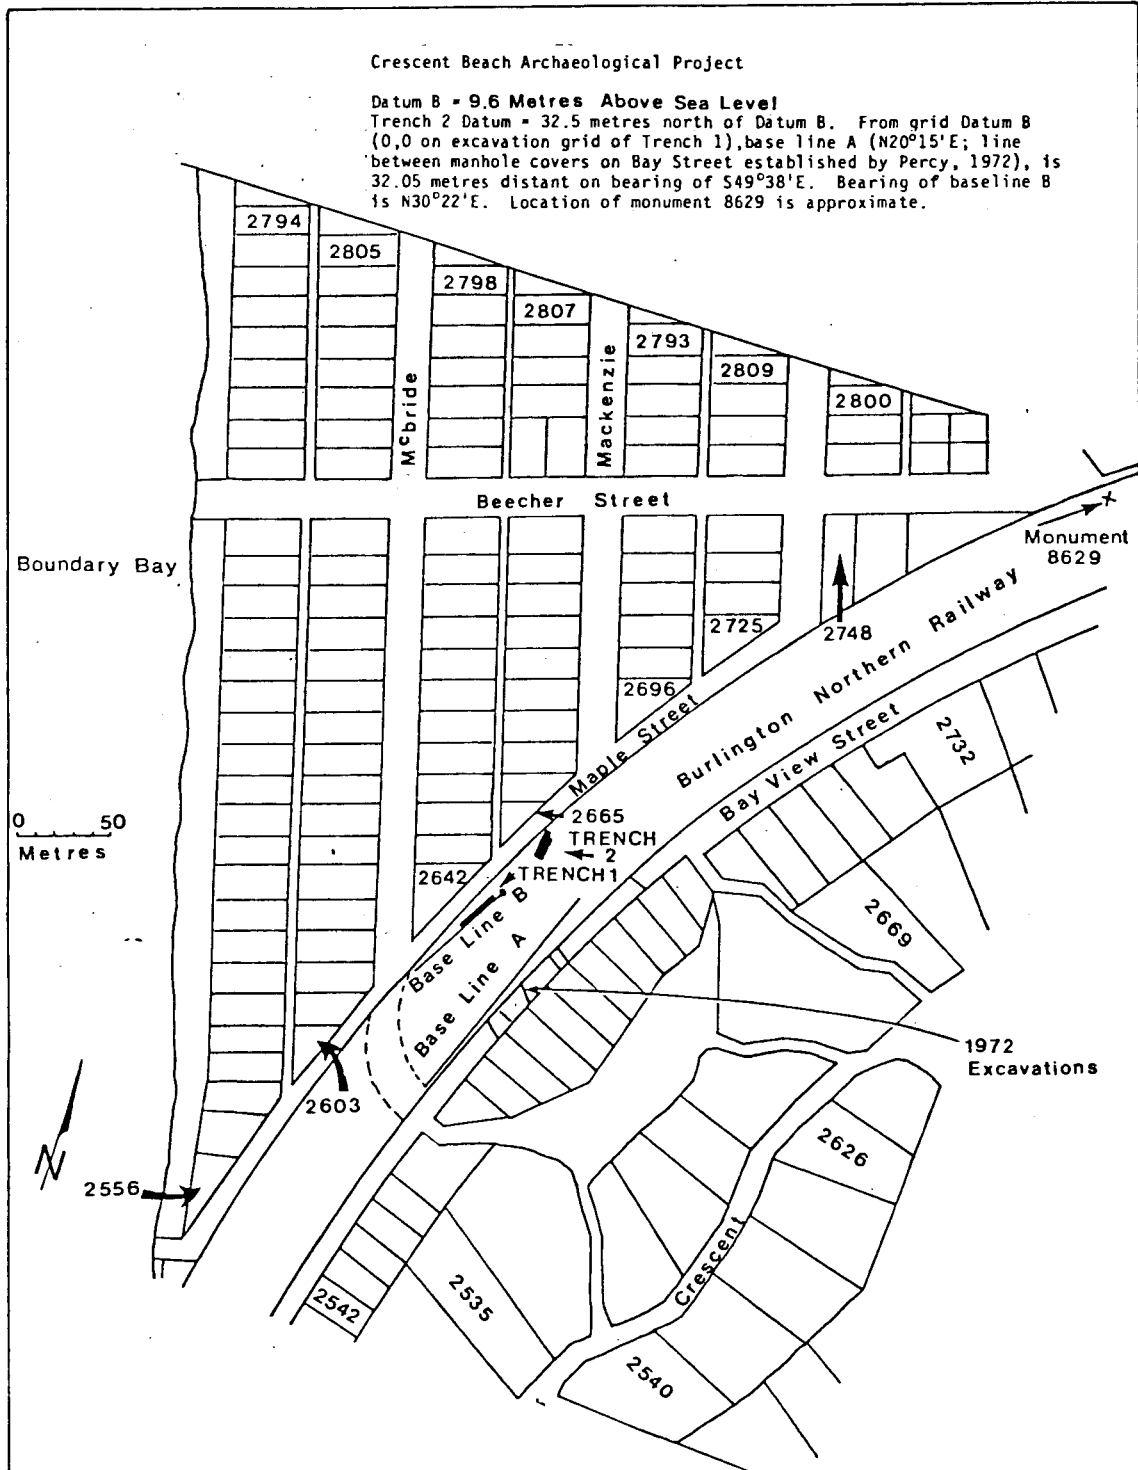 Crescent Beach Archaeological Project
Datum B = 9.6 Metres Above Sea Level
Trench 2 Datum = 32.5 metres north of Datum B. From grid Datum B
(0,0 on excavation grid of Trench 1),base line A (N20°15'E; line
between manhole covers on Bay Street established by Percy, 1972), is
32.05 metres distant on bearing of S49°38'E. Bearing of baseline B
is N30°22'E. Location of monument 8629 is approximate.
2794
2805
2798
2807
2793
2809
2800
McBride
Mackenzie
Beecher Street
Monument
8629
Boundary Bay
2725
2748
2696
Maple Street
Burlington Northern Railway
Bay View Street
2732
0 50
Metres
2665
TRENCH
2
TRENCH 1
2642
Base Line B
Base Line A
2669
1972
Excavations
2603
2626
N
2556
Crescent
2542
2535
2540